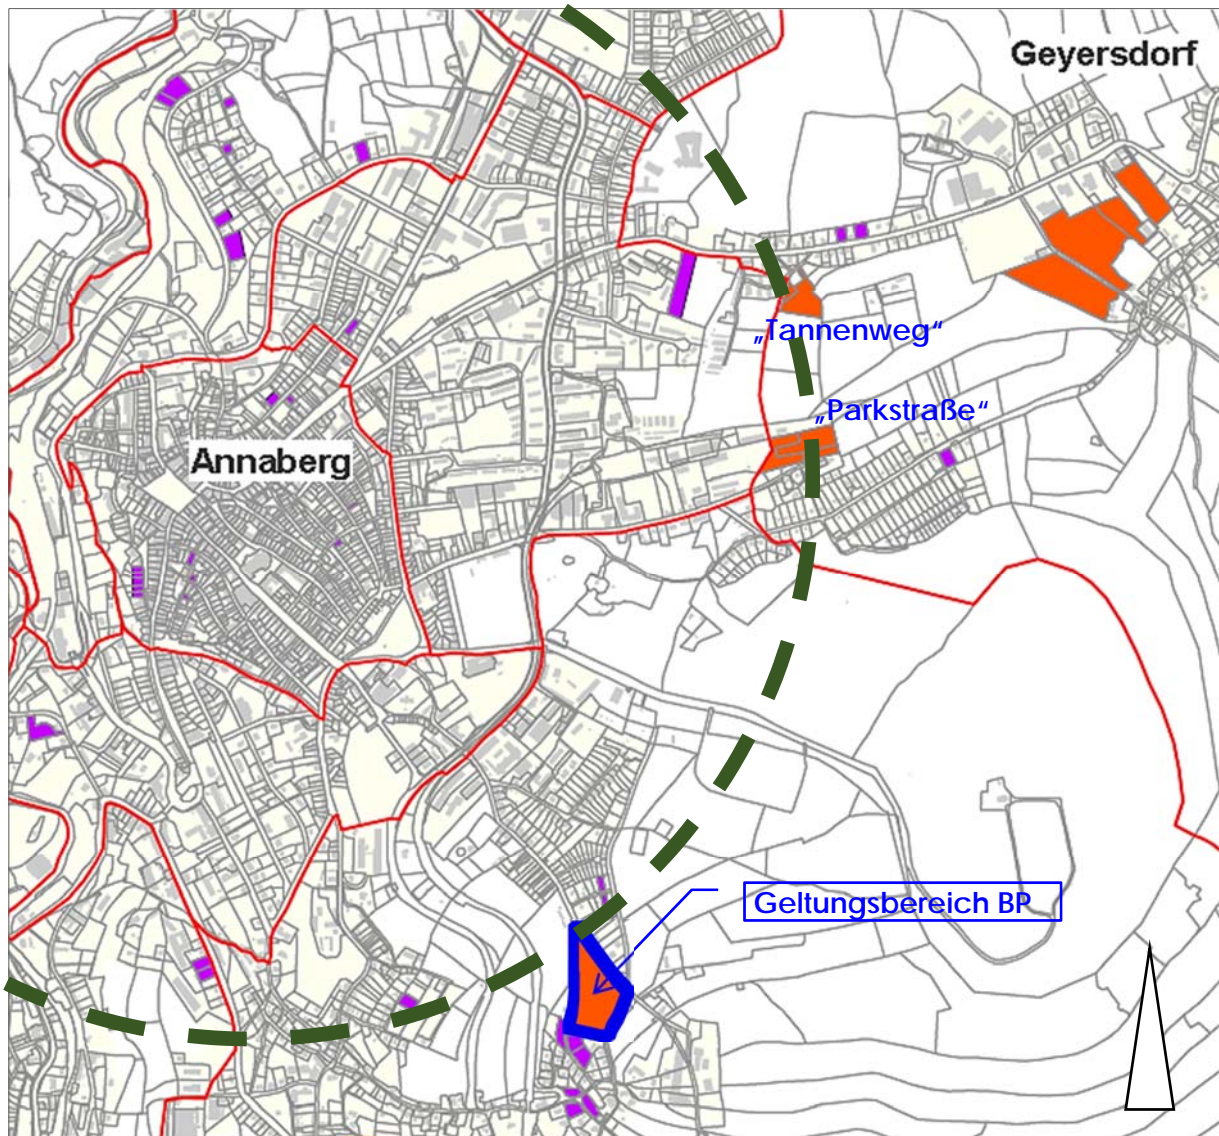 Geyersdorf
„Tannenweg“
„Parkstraße“
Annaberg
Geltungsbereich BP